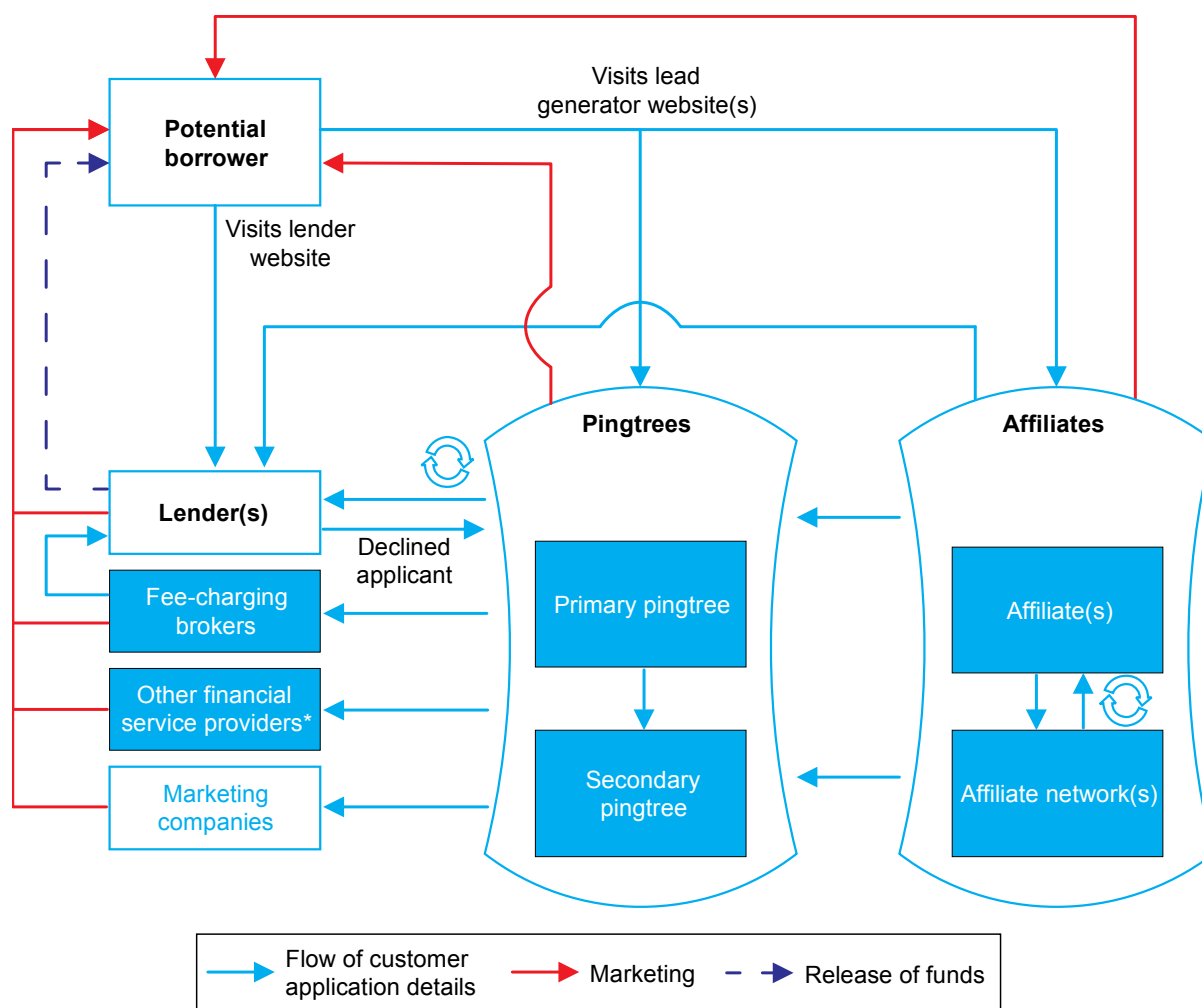 Visits lead
generator website(s)
Potential
borrower
Visits lender
website
Pingtrees
Affiliates
Lender(s)
Declined
applicant
Fee-charging
brokers
Primary pingtree
Affiliate(s)
Other financial
service providers*
Secondary
pingtree
Affiliate network(s)
Marketing
companies
Flow of customer
application details
Marketing
Release of funds